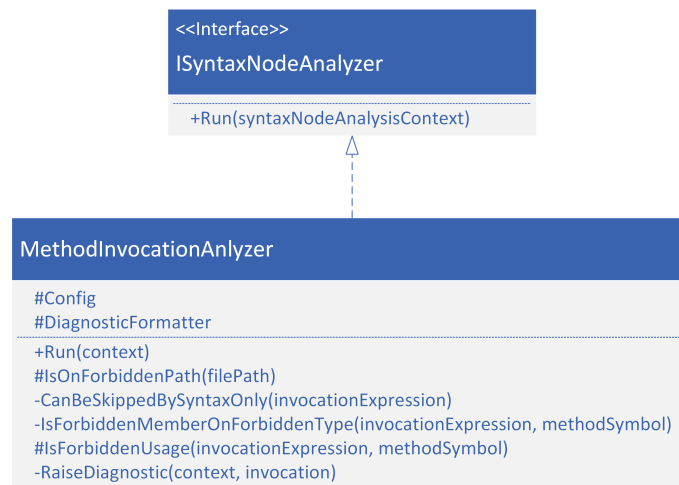 <<Interface>>
ISyntaxNodeAnalyzer
+Run(syntaxNodeAnalysisContext)
MethodInvocationAnlyzer
#Config
#DiagnosticFormatter
+Run(context)
#IsOnForbiddenPath(filePath)
-CanBeSkippedBySyntaxOnly(invocationExpression)
-IsForbiddenMemberOnForbiddenType(invocationExpression, methodSymbol)
#IsForbiddenUsage(invocationExpression, methodSymbol)
-RaiseDiagnostic(context, invocation)